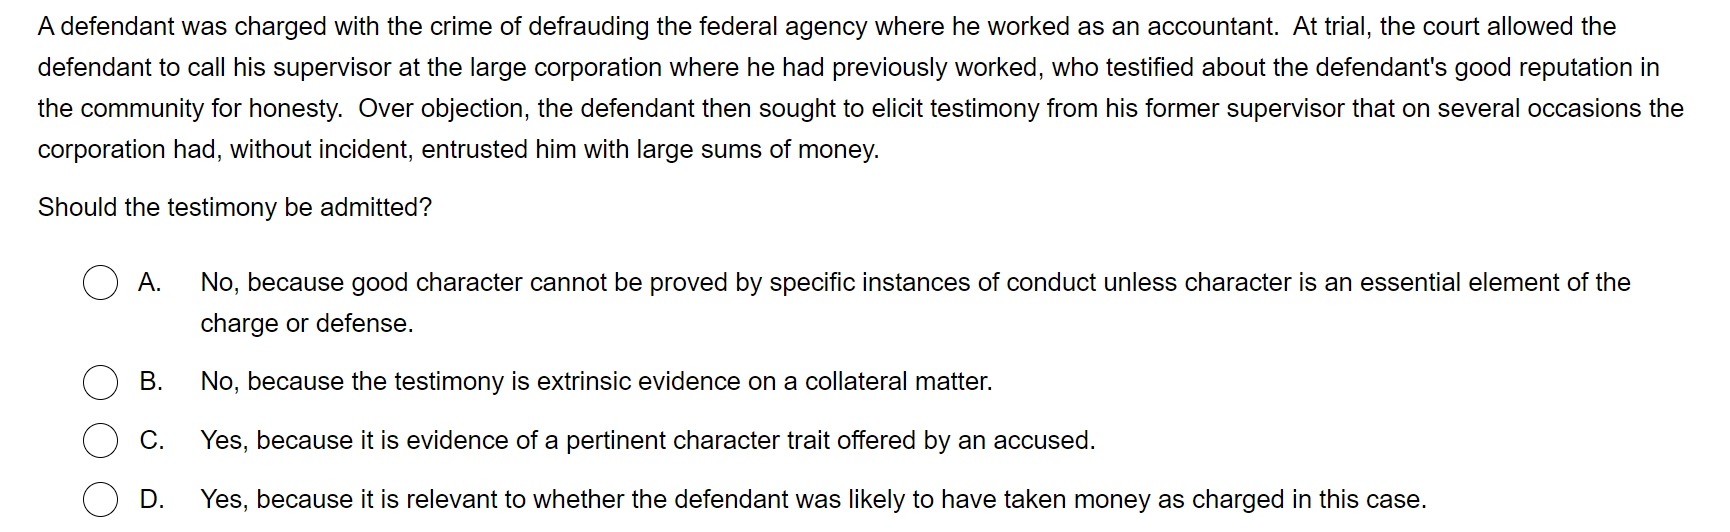 A defendant was charged with the crime of defrauding the federal agency where he worked as an accountant.  At trial, the court allowed the
defendant to call his supervisor at the large corporation where he had previously worked, who testified about the defendant's good reputation in
the community for honesty.  Over objection, the defendant then sought to elicit testimony from his former supervisor that on several occasions the
corporation had, without incident, entrusted him with large sums of money.
Should the testimony be admitted?
A. No, because good character cannot be proved by specific instances of conduct unless character is an essential element of the
charge or defense.
B. No, because the testimony is extrinsic evidence on a collateral matter.
C. Yes, because it is evidence of a pertinent character trait offered by an accused.
D. Yes, because it is relevant to whether the defendant was likely to have taken money as charged in this case.